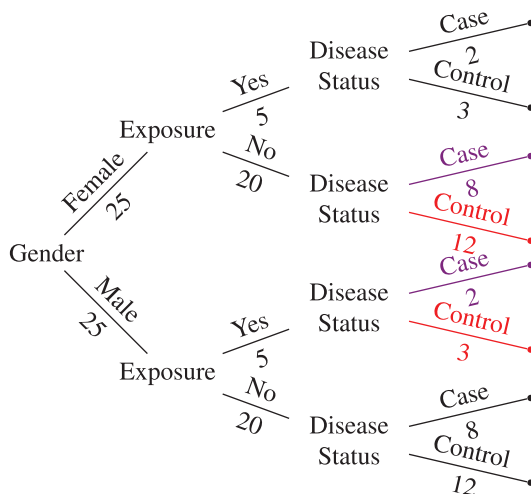 Gender
Female
25
Male
25
Exposure
Yes
5
No
20
Disease
Status
Case
2
Control
3
Disease
Status
Case
8
Control
12
Exposure
Yes
5
No
20
Disease
Status
Case
2
Control
3
Disease
Status
Case
8
Control
12